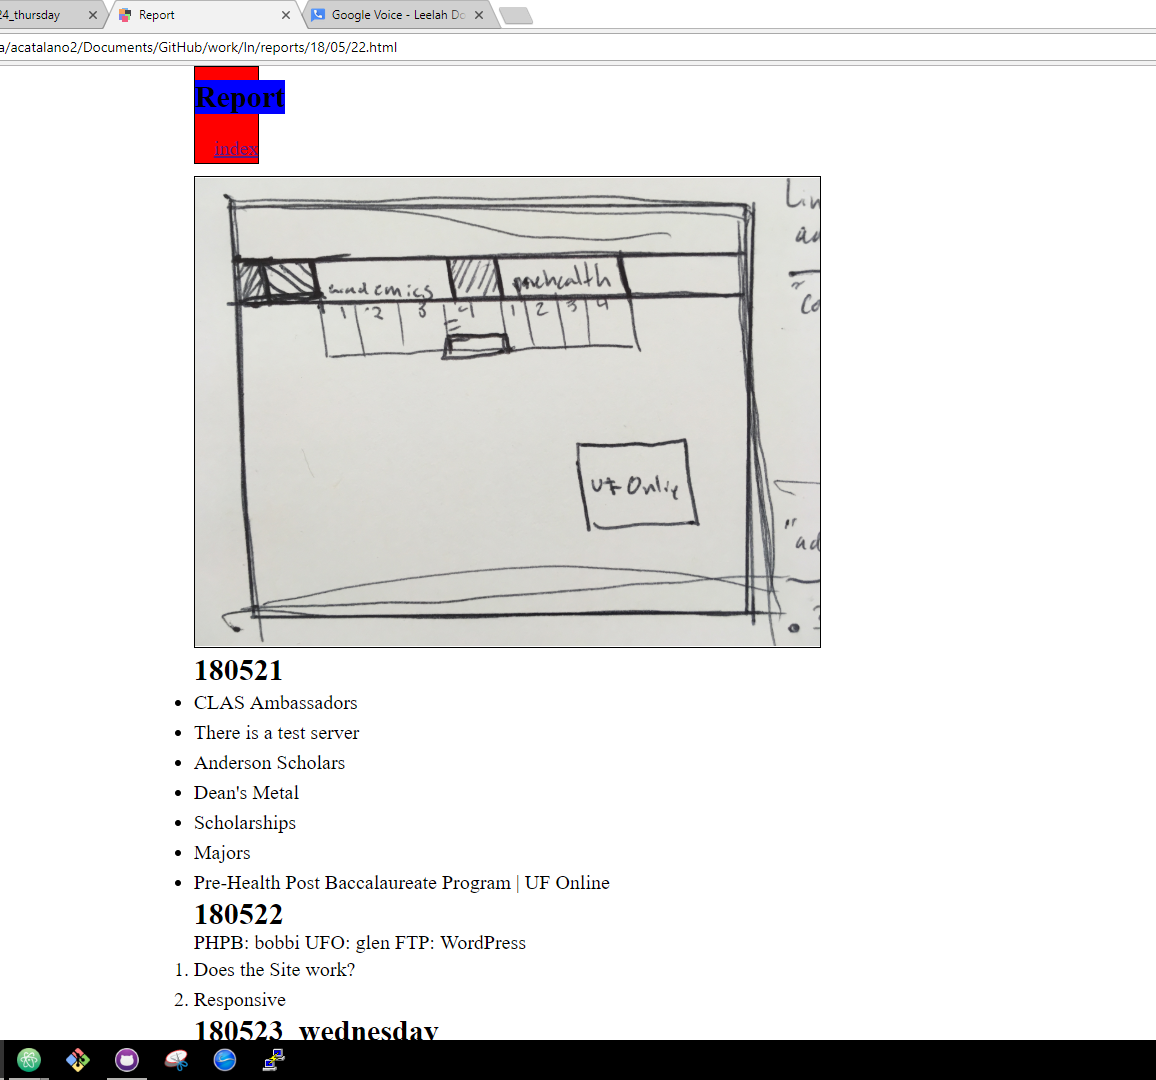 24_thursday
Report
Google Voice - Leelah Do
a/acatalano2/Documents/GitHub/work/ln/reports/18/05/22.html
Report
index
Lin
academics
prehealth
1 2 3 4 1 2 3 4
"Co
UF Online
"ad
180521
CLAS Ambassadors
There is a test server
Anderson Scholars
Dean's Metal
Scholarships
Majors
Pre-Health Post Baccalaureate Program | UF Online
180522
PHPB: bobbi UFO: glen FTP: WordPress
1. Does the Site work?
2. Responsive
180523_wednesday